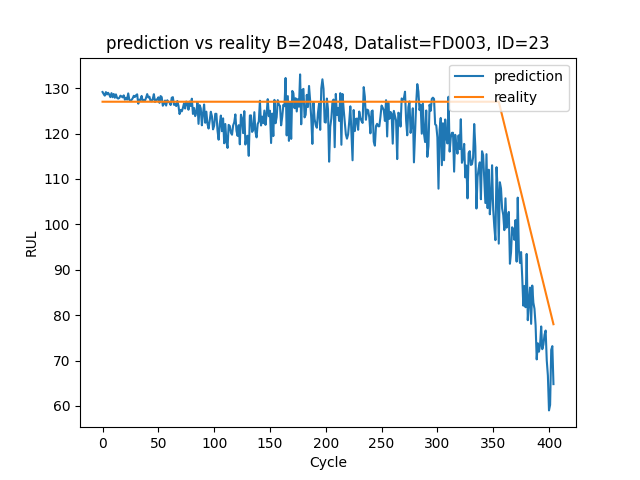 prediction vs reality B=2048, Datalist=FD003, ID=23
prediction
reality
RUL
130
120
110
100
90
80
70
60
0 50 100 150 200 250 300 350 400
Cycle